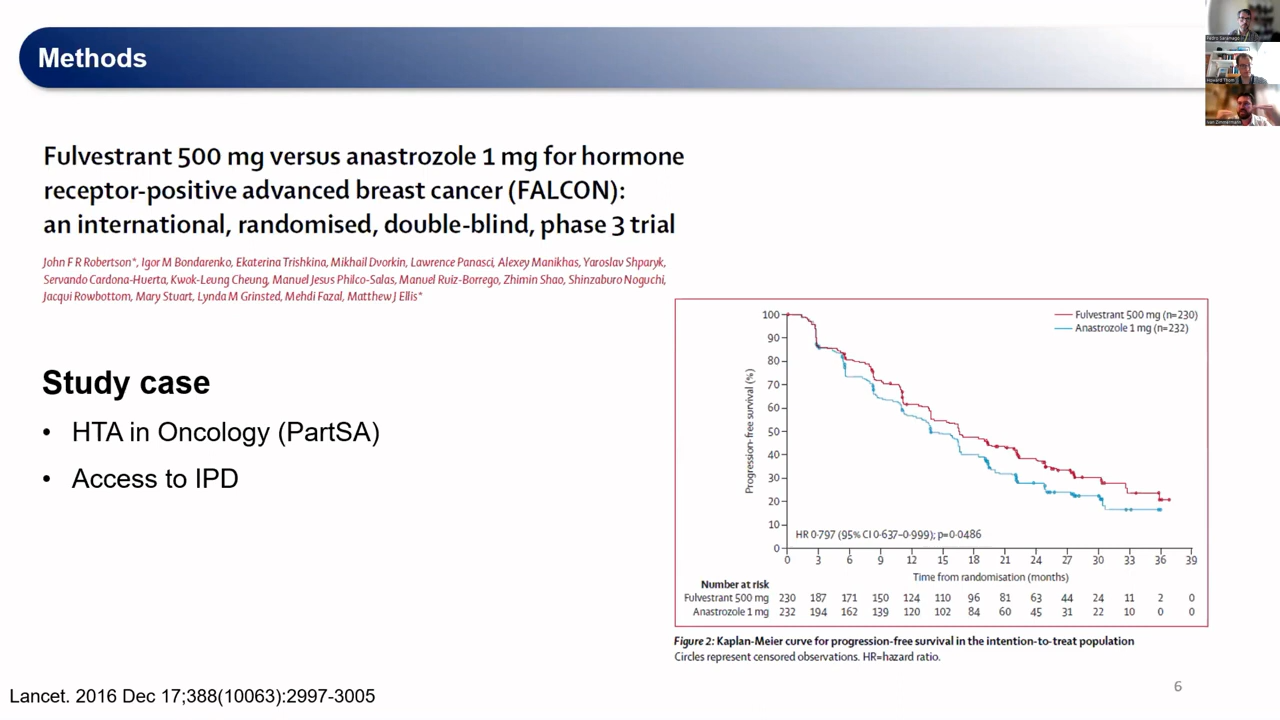 Methods
Pedro Saramago
Howard Thom
Ivan Zimmermann
Fulvestrant 500 mg versus anastrozole 1 mg for hormone
receptor-positive advanced breast cancer (FALCON):
an international, randomised, double-blind, phase 3 trial
John F R Robertson*, Igor M Bondarenko, Ekaterina Trishkina, Mikhail Dvorkin, Lawrence Panasci, Alexey Manikhas, Yaroslav Shparyk,
Servando Cardona-Huerta, Kwok-Leung Cheung, Manuel Jesus Philco-Salas, Manuel Ruiz-Borrego, Zhimin Shao, Shinzaburo Noguchi,
Jacqui Rowbottom, Mary Stuart, Lynda M Grinsted, Mehdi Fazal, Matthew J Ellis*
Study case
• HTA in Oncology (PartSA)
• Access to IPD
Fulvestrant 500 mg (n=230)
Anastrozole 1 mg (n=232)
Progression-free survival (%)
100
90
80
70
60
50
40
30
20
10
0
HR 0·797 (95% CI 0·637–0·999); p=0·0486
0 3 6 9 12 15 18 21 24 27 30 33 36 39
Time from randomisation (months)
Number at risk
Fulvestrant 500 mg 230 187 171 150 124 110 96 81 63 44 24 11 2 0
Anastrozole 1 mg 232 194 162 139 120 102 84 60 45 31 22 10 0 0
Figure 2: Kaplan-Meier curve for progression-free survival in the intention-to-treat population
Circles represent censored observations. HR=hazard ratio.
Lancet. 2016 Dec 17;388(10063):2997-3005
6